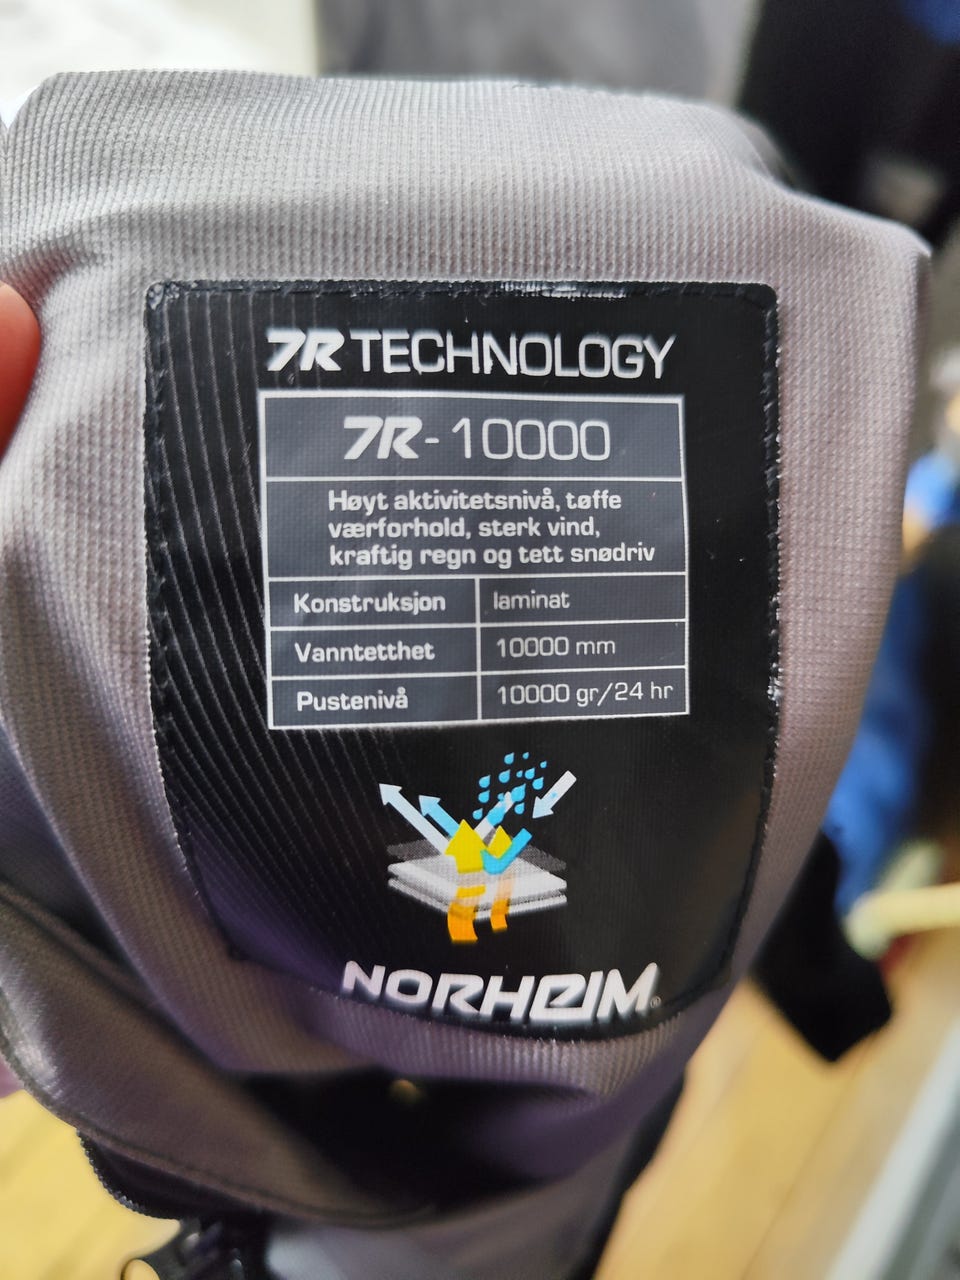 7R TECHNOLOGY
7R-10000
Høyt aktivitetsnivå, tøffe
værforhold, sterk vind,
kraftig regn og tett snødriv
Konstruksjon laminat
Vanntetthet 10000 mm
Pustenivå 10000 gr/24 hr
NORHEIM®